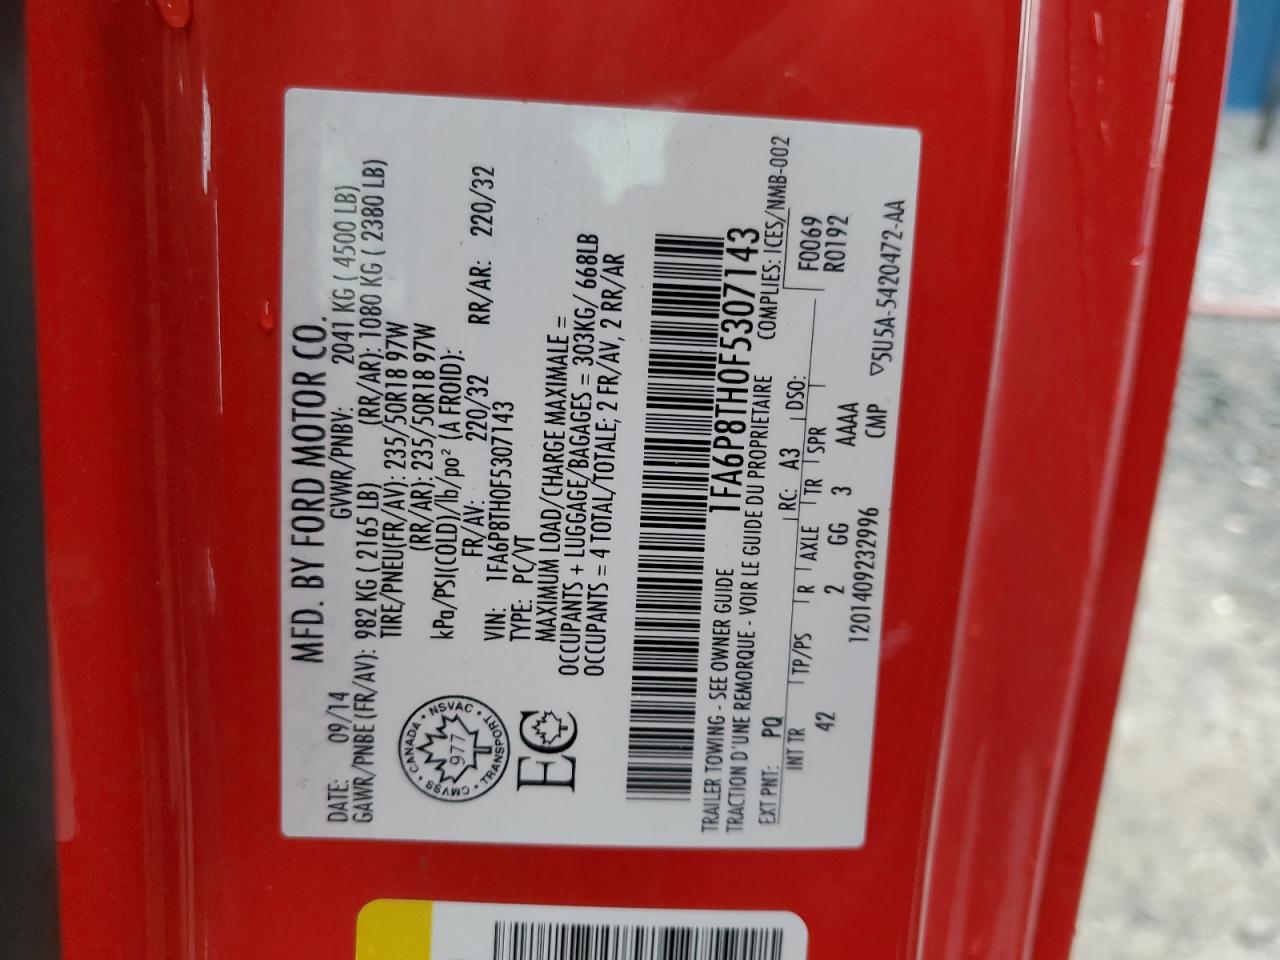 MFD. BY FORD MOTOR CO.
DATE: 09/14 GVWR/PNBV: 2041 KG ( 4500 LB)
GAWR/PNBE(FR/AV): 982 KG ( 2165 LB) (RR/AR): 1080 KG ( 2380 LB)
TIRE/PNEU(FR/AV): 235/50R18 97W
(RR/AR): 235/50R18 97W
kPa/PSI(COLD)/lb/po² (A FROID):
FR/AV: 220/32 RR/AR: 220/32
VIN: 1FA6P8TH0F5307143
TYPE: PC/VT
MAXIMUM LOAD/CHARGE MAXIMALE =
OCCUPANTS + LUGGAGE/BAGAGES = 303KG/ 668LB
OCCUPANTS = 4 TOTAL/TOTALE; 2 FR/AV, 2 RR/AR
CANADA · NSVAC · TRANSPORT · CMVSS
977
EC
1FA6P8TH0F5307143
TRAILER TOWING - SEE OWNER GUIDE
TRACTION D'UNE REMORQUE - VOIR LE GUIDE DU PROPRIETAIRE COMPLIES: ICES/NMB-002
EXT PNT: PQ RC: A3 DSO: F0069
INT TR TP/PS R AXLE TR SPR R0192
42 2 GG 3 AAAA
1201409232996 CMP ▽5U5A-5420472-AA